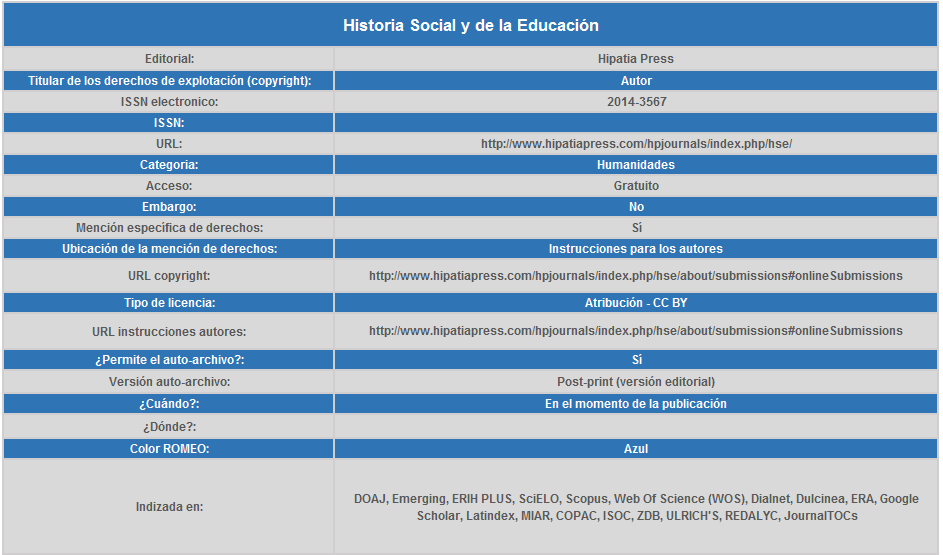 Historia Social y de la Educación
Editorial: Hipatia Press
Titular de los derechos de explotación (copyright): Autor
ISSN electronico: 2014-3567
ISSN:
URL: http://www.hipatiapress.com/hpjournals/index.php/hse/
Categoria: Humanidades
Acceso: Gratuito
Embargo: No
Mención específica de derechos: Sí
Ubicación de la mención de derechos: Instrucciones para los autores
URL copyright: http://www.hipatiapress.com/hpjournals/index.php/hse/about/submissions#onlineSubmissions
Tipo de licencia: Atribución - CC BY
URL instrucciones autores: http://www.hipatiapress.com/hpjournals/index.php/hse/about/submissions#onlineSubmissions
¿Permite el auto-archivo?: Sí
Versión auto-archivo: Post-print (versión editorial)
¿Cuándo?: En el momento de la publicación
¿Dónde?:
Color ROMEO: Azul
Indizada en: DOAJ, Emerging, ERIH PLUS, SciELO, Scopus, Web Of Science (WOS), Dialnet, Dulcinea, ERA, Google
Scholar, Latindex, MIAR, COPAC, ISOC, ZDB, ULRICH'S, REDALYC, JournalTOCs